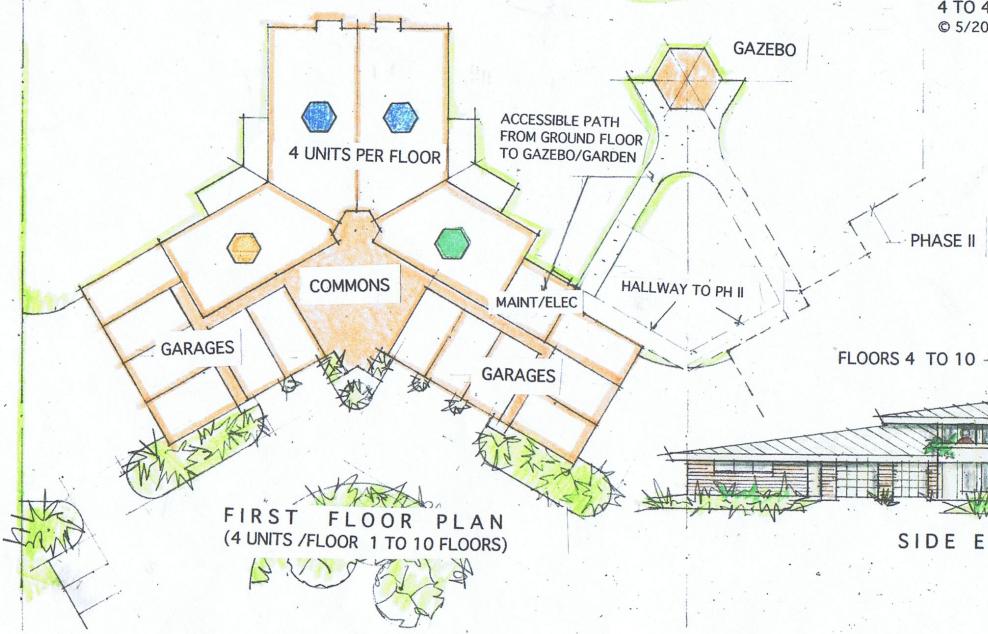 4 TO 4
© 5/20
GAZEBO
ACCESSIBLE PATH
FROM GROUND FLOOR
TO GAZEBO/GARDEN
4 UNITS PER FLOOR
PHASE II
COMMONS
HALLWAY TO PH II
MAINT/ELEC
GARAGES
FLOORS 4 TO 10
GARAGES
FIRST FLOOR PLAN
(4 UNITS /FLOOR 1 TO 10 FLOORS)
SIDE E